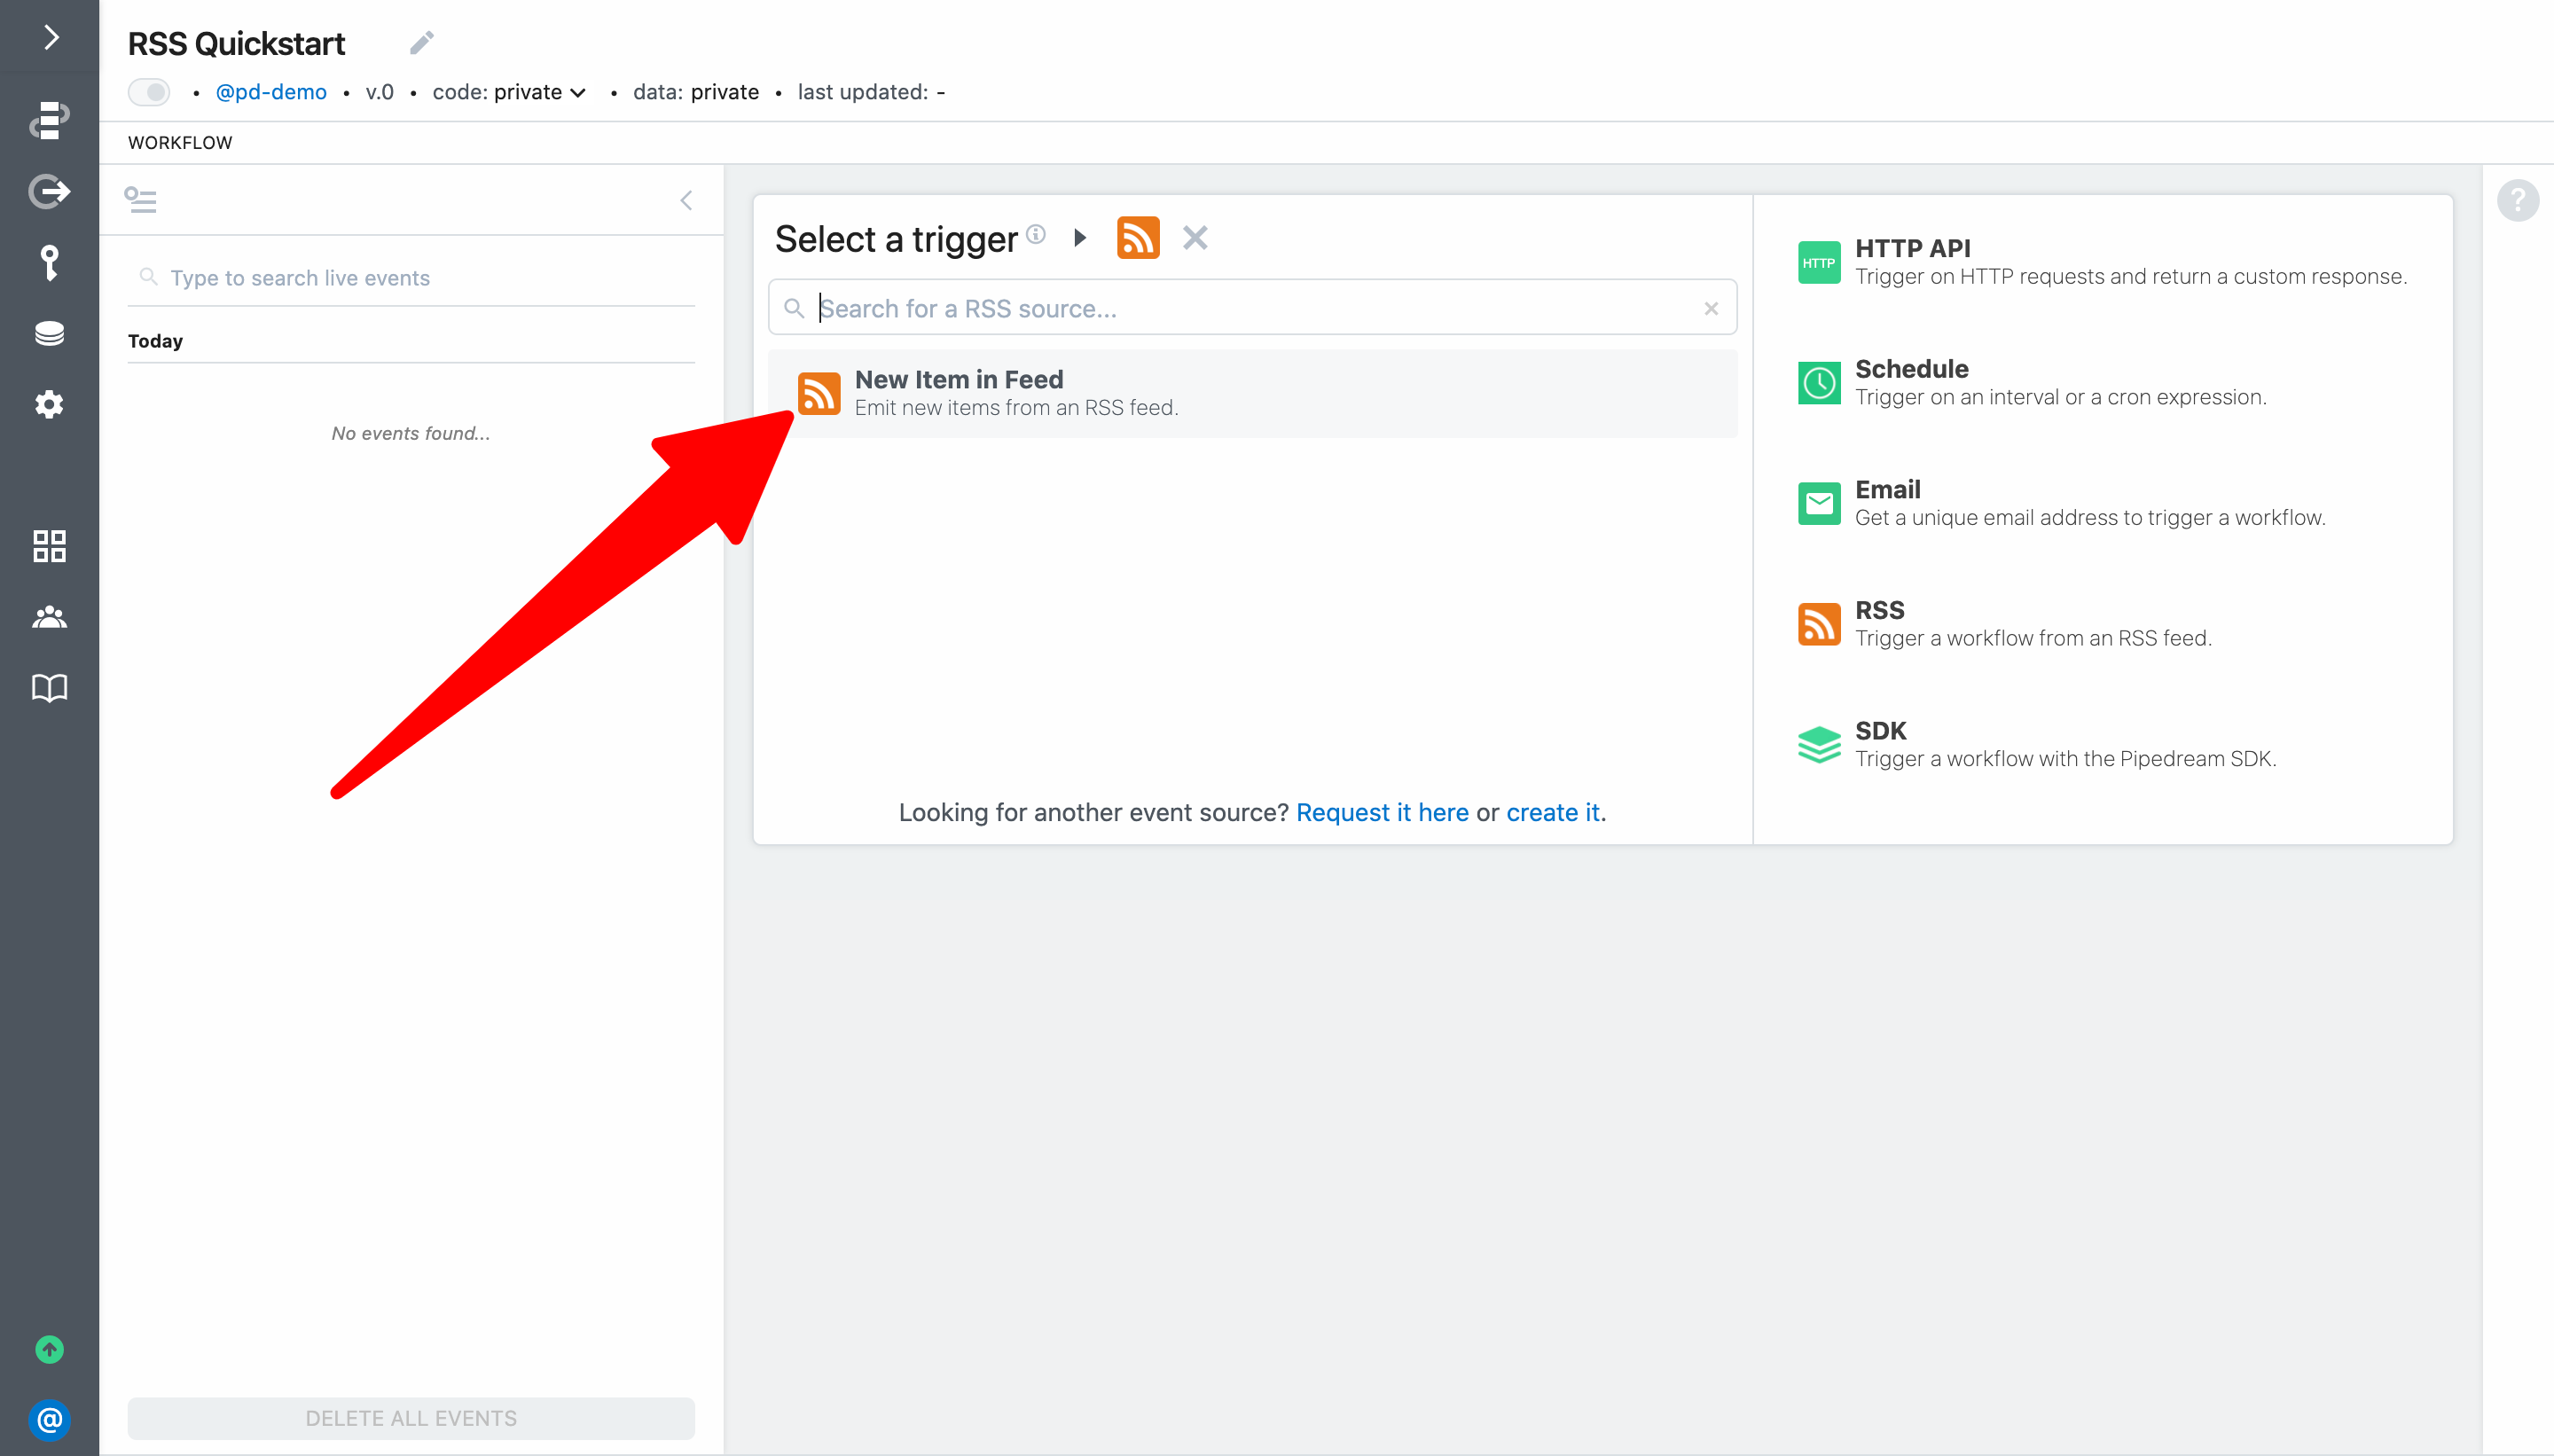 RSS Quickstart
• @pd-demo • v.0 • code: private • data: private • last updated: -
WORKFLOW
Type to search live events
Today
No events found...
DELETE ALL EVENTS
@
Select a trigger
Search for a RSS source...
New Item in Feed
Emit new items from an RSS feed.
Looking for another event source? Request it here or create it.
HTTP
HTTP API
Trigger on HTTP requests and return a custom response.
Schedule
Trigger on an interval or a cron expression.
Email
Get a unique email address to trigger a workflow.
RSS
Trigger a workflow from an RSS feed.
SDK
Trigger a workflow with the Pipedream SDK.
?